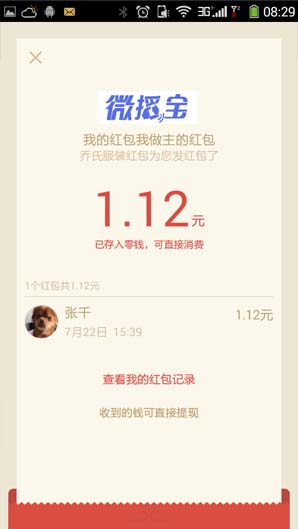 3G
08:29
微摇宝
我的红包我做主的红包
乔氏服装红包为您发红包了
1.12元
已存入零钱，可直接消费
1个红包共1.12元
张干 1.12元
7月22日 15:39
查看我的红包记录
收到的钱可直接提现